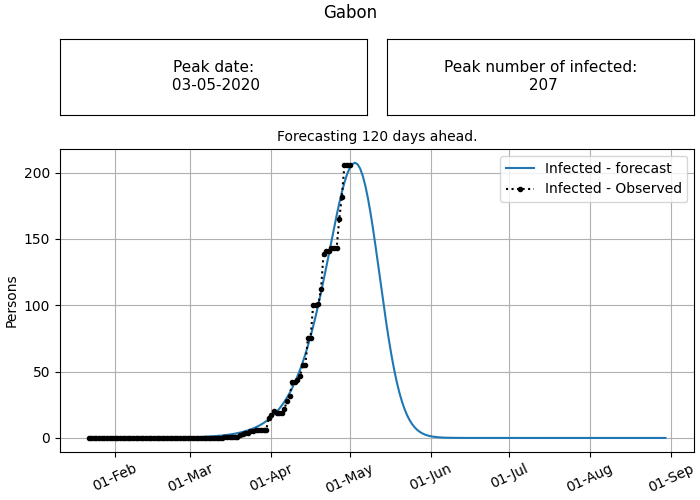 Gabon
Peak date:
03-05-2020
Peak number of infected:
207
Forecasting 120 days ahead.
Infected - forecast
Infected - Observed
Persons
200
150
100
50
0
01-Feb
01-Mar
01-Apr
01-May
01-Jun
01-Jul
01-Aug
01-Sep